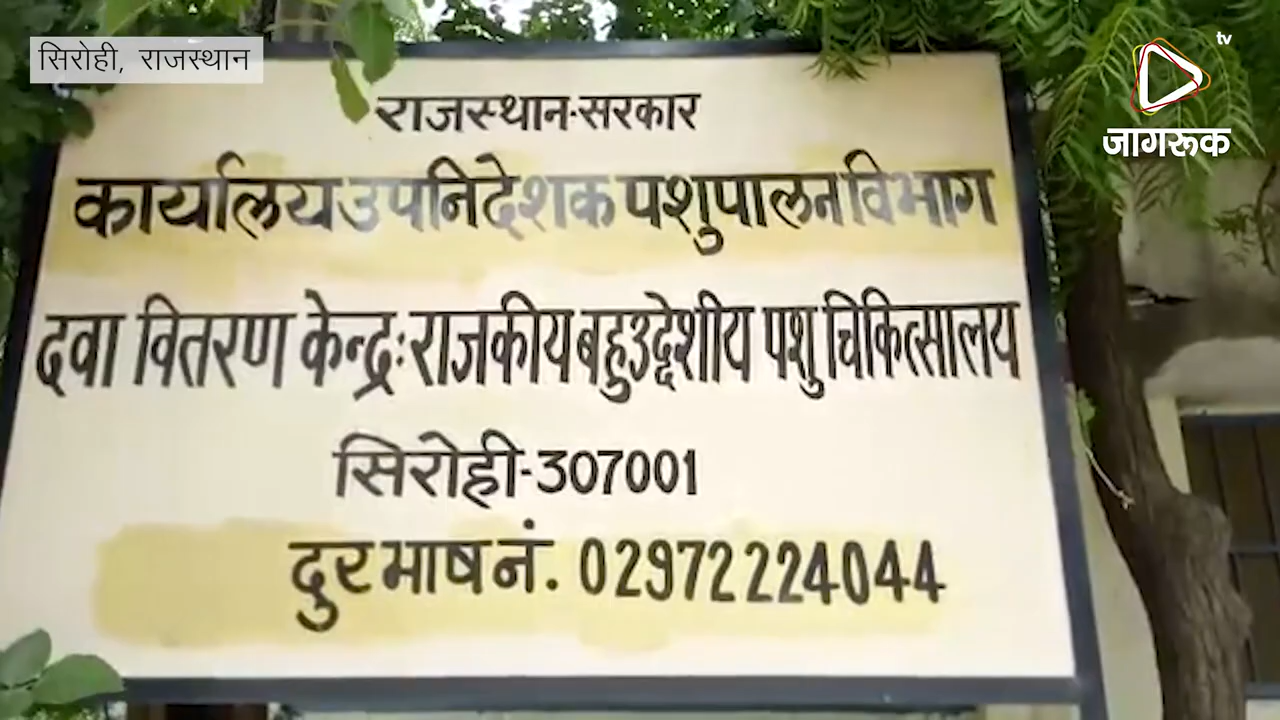 सिरोही, राजस्थान
tv
जागरूक
राजस्थान-सरकार
कार्यालय उपनिदेशक पशुपालन विभाग
दवा वितरण केन्द्र:राजकीय बहुउद्देशीय पशु चिकित्सालय
सिरोही-307001
दुरभाष नं. 02972224044